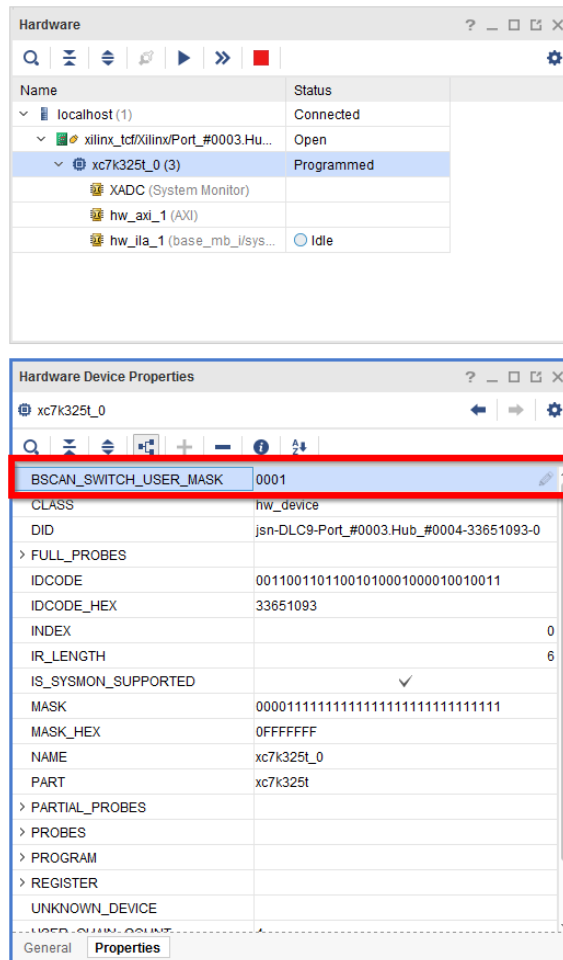 Hardware
Name Status
localhost (1) Connected
xilinx_tcf/Xilinx/Port_#0003.Hu... Open
xc7k325t_0 (3) Programmed
XADC (System Monitor)
hw_axi_1 (AXI)
hw_ila_1 (base_mb_i/sys... Idle
Hardware Device Properties
xc7k325t_0
BSCAN_SWITCH_USER_MASK 0001
CLASS hw_device
DID jsn-DLC9-Port_#0003.Hub_#0004-33651093-0
FULL_PROBES
IDCODE 00110011011001010001000010010011
IDCODE_HEX 33651093
INDEX 0
IR_LENGTH 6
IS_SYSMON_SUPPORTED
MASK 00001111111111111111111111111111
MASK_HEX 0FFFFFFF
NAME xc7k325t_0
PART xc7k325t
PARTIAL_PROBES
PROBES
PROGRAM
REGISTER
UNKNOWN_DEVICE
General Properties